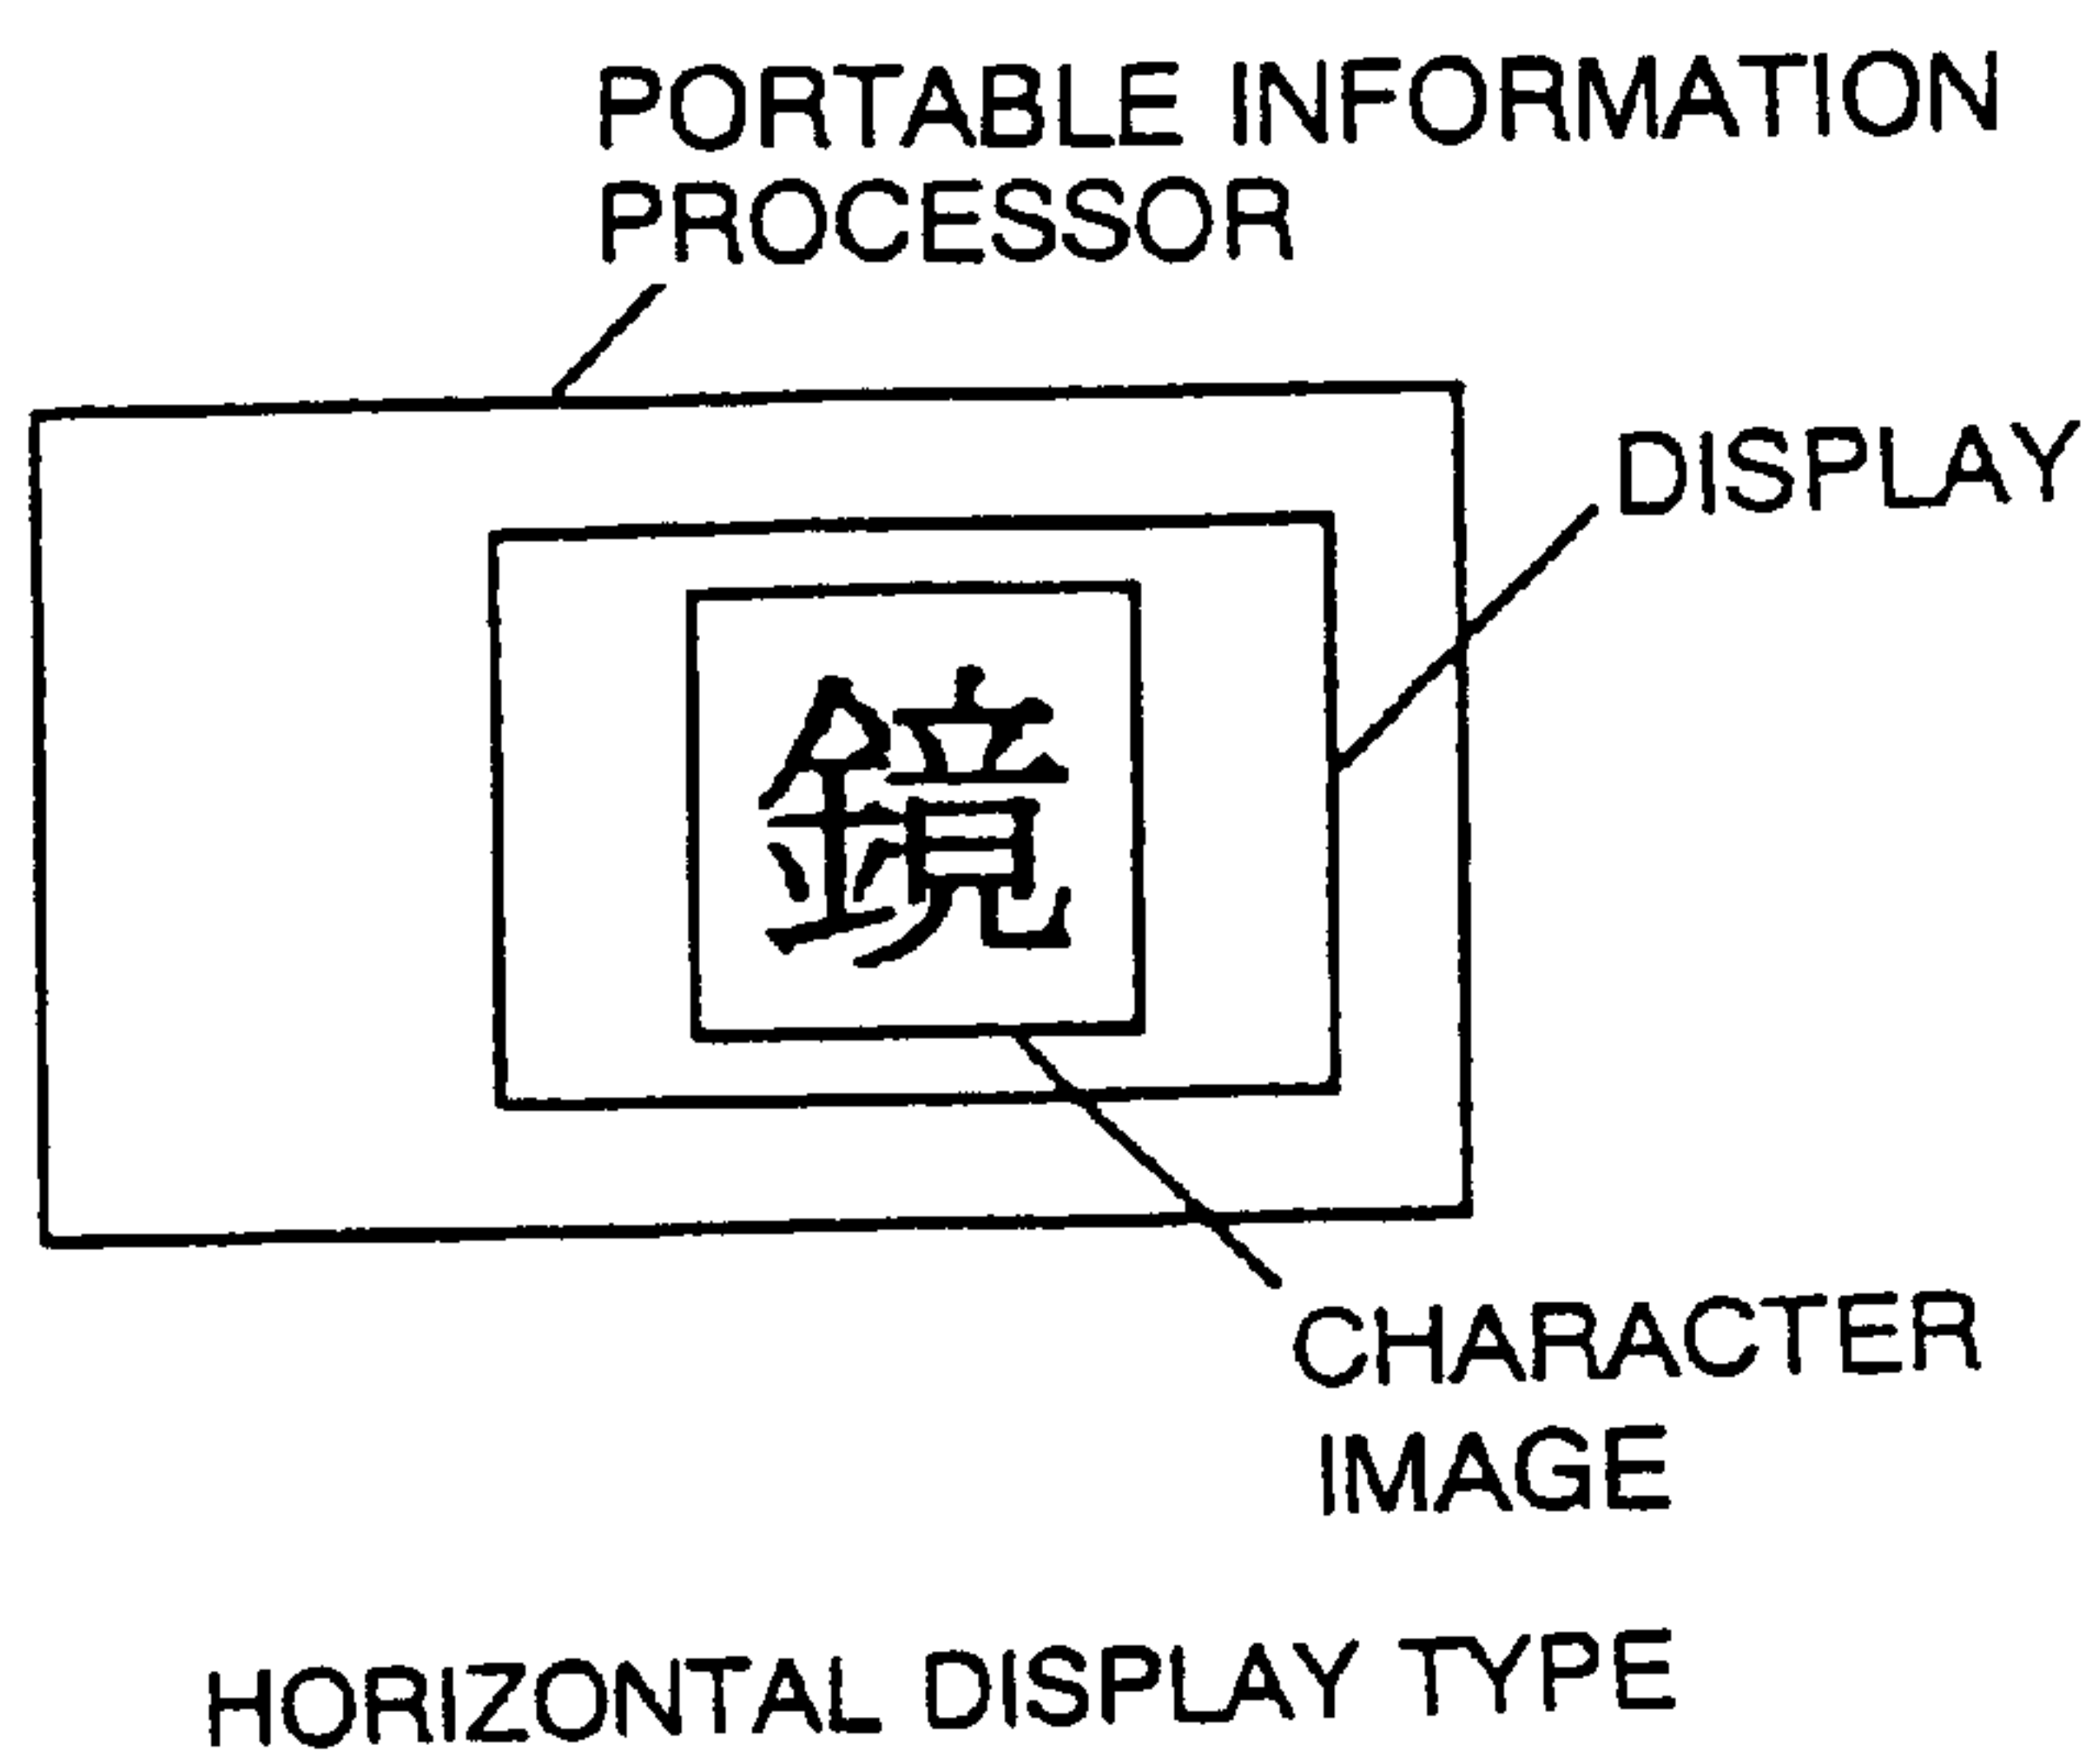 PORTABLE INFORMATION
PROCESSOR
DISPLAY
鏡
CHARACTER
IMAGE
HORIZONTAL DISPLAY TYPE